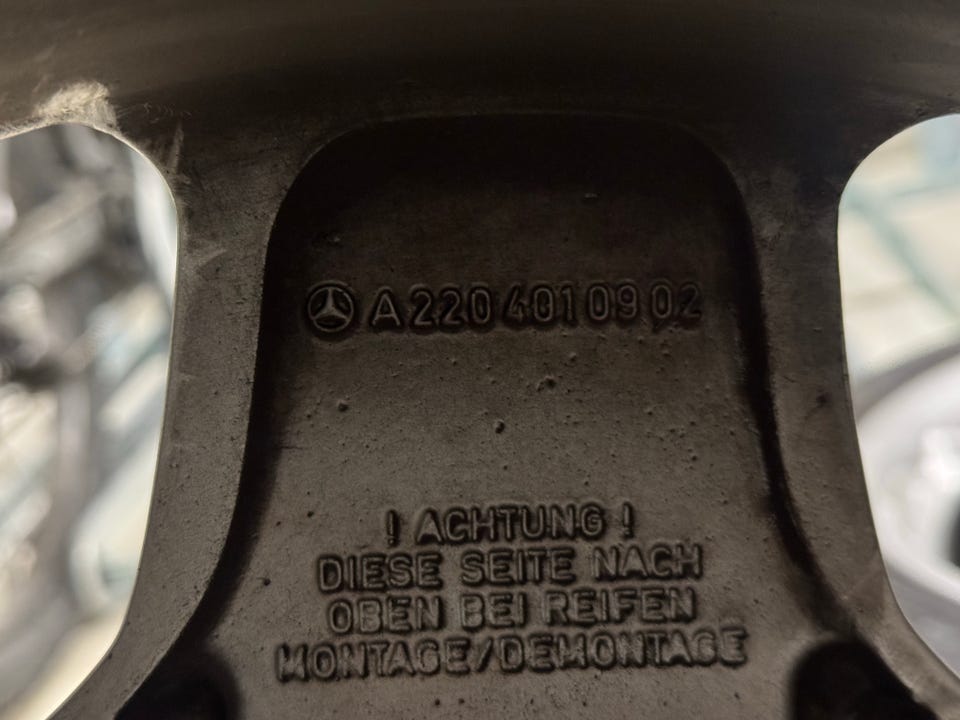 A 220 401 09 02
! ACHTUNG !
DIESE SEITE NACH
OBEN BEI REIFEN
MONTAGE/DEMONTAGE